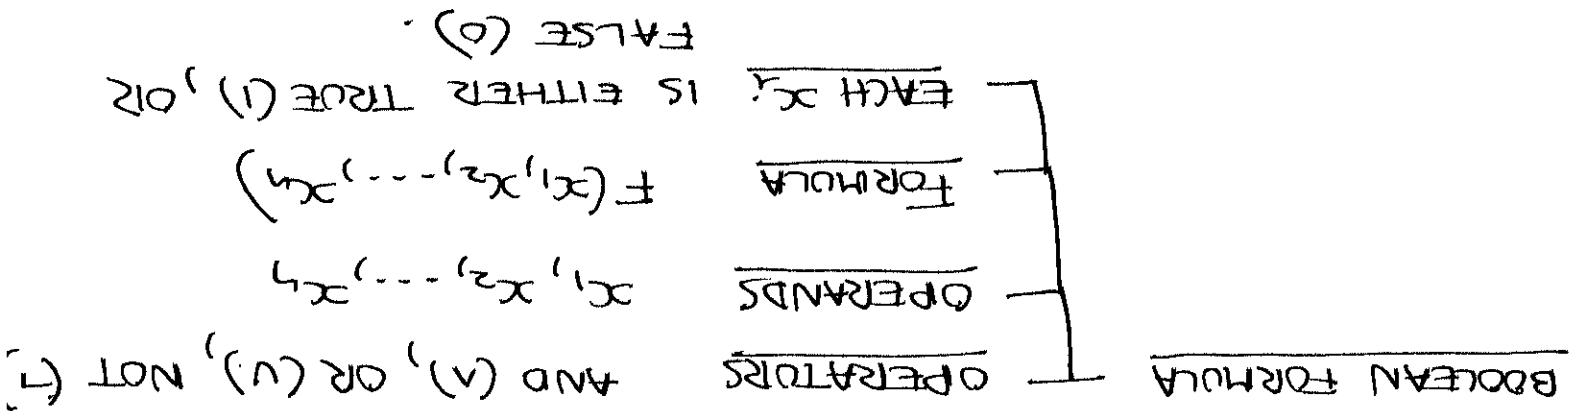 BOOLEAN FORMULA OPERATORS AND (∧), OR (∨), NOT (¬)
OPERANDS x₁, x₂, ---, xₙ
FORMULA F(x₁, x₂, ---, xₙ)
EACH xᵢ IS EITHER TRUE (1), OR
FALSE (0).